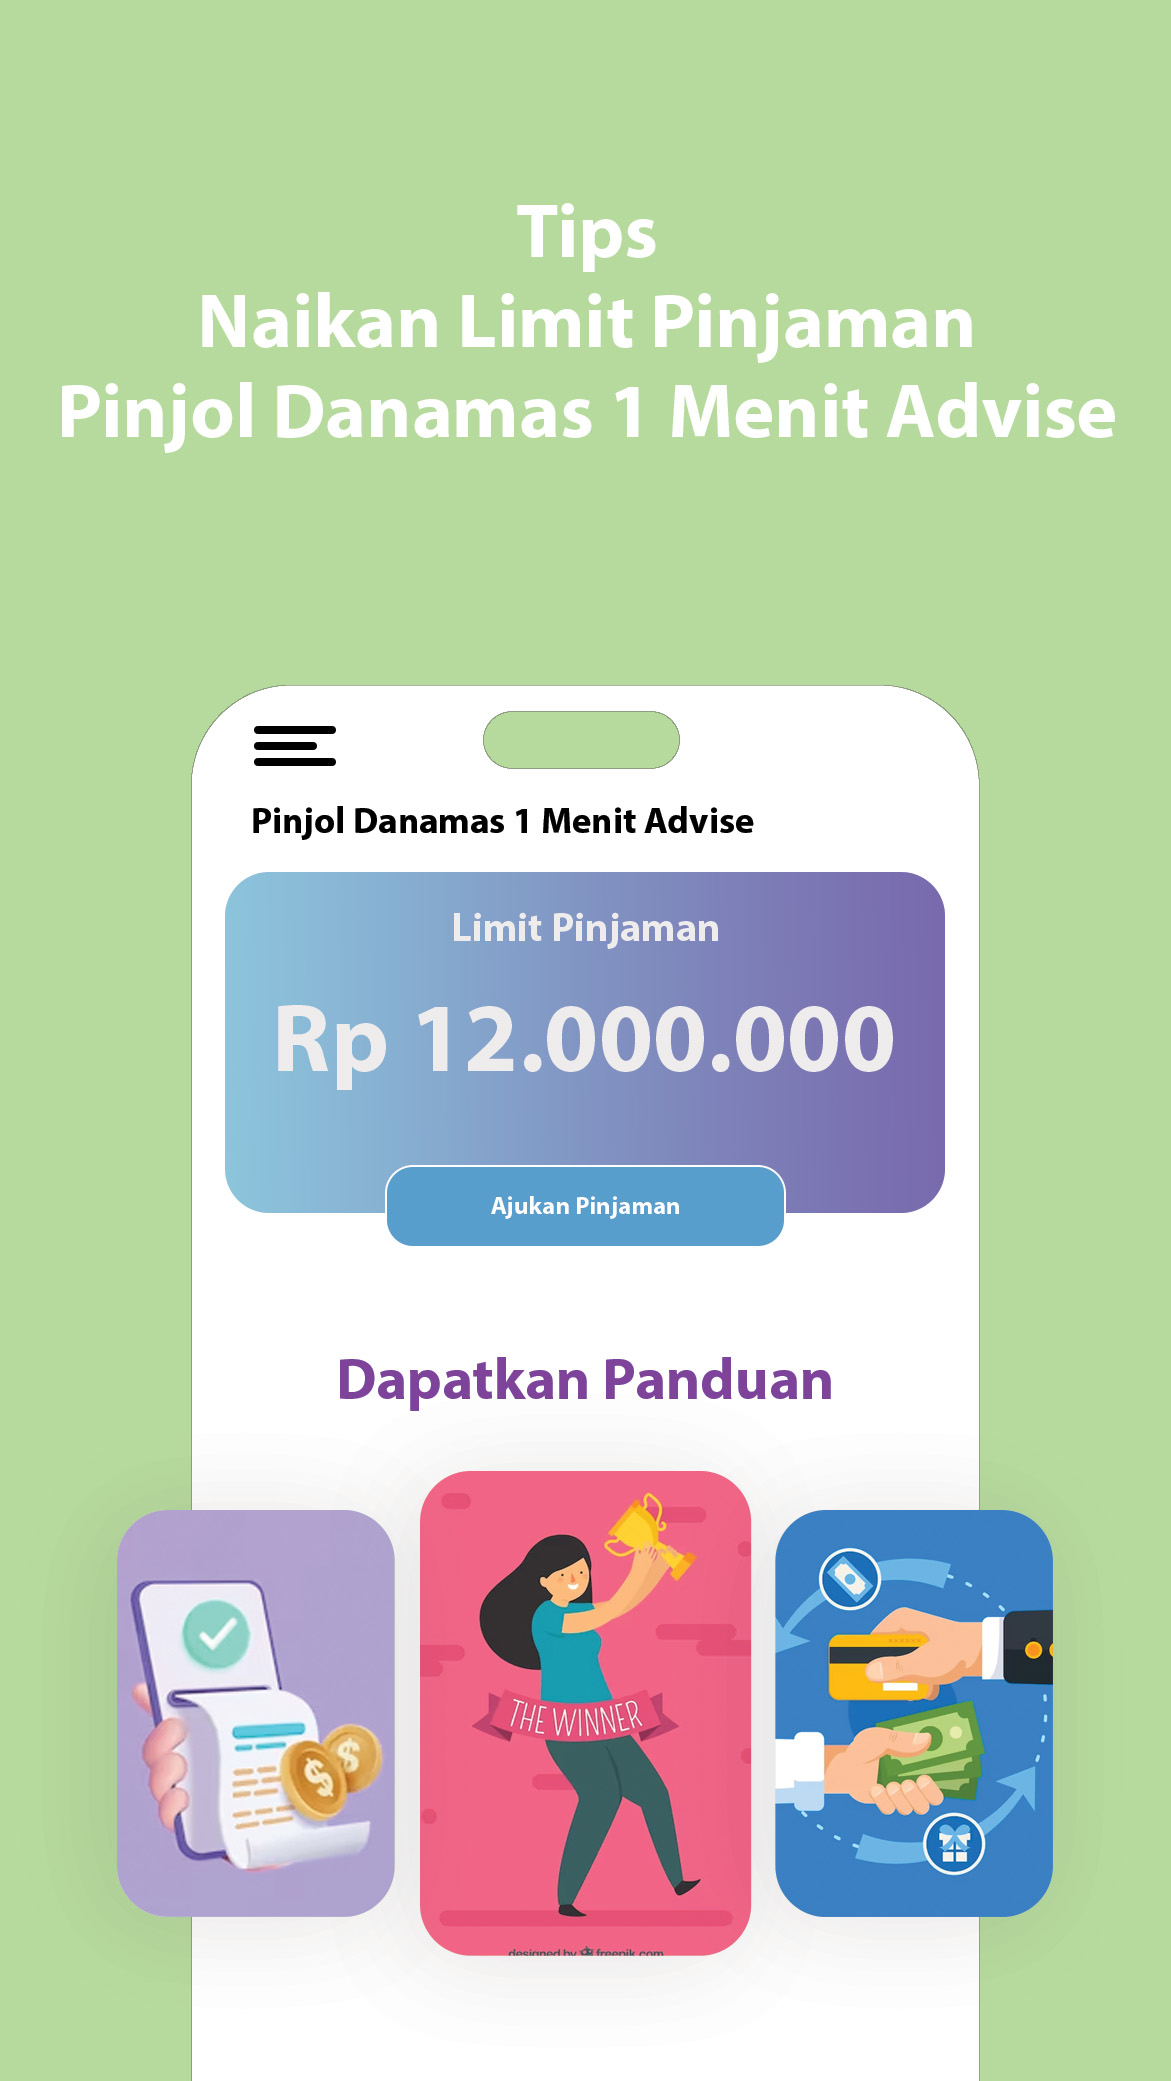 Tips
Naikan Limit Pinjaman
Pinjol Danamas 1 Menit Advise
Pinjol Danamas 1 Menit Advise
Limit Pinjaman
Rp 12.000.000
Ajukan Pinjaman
Dapatkan Panduan
THE WINNER
designed by freepik.com